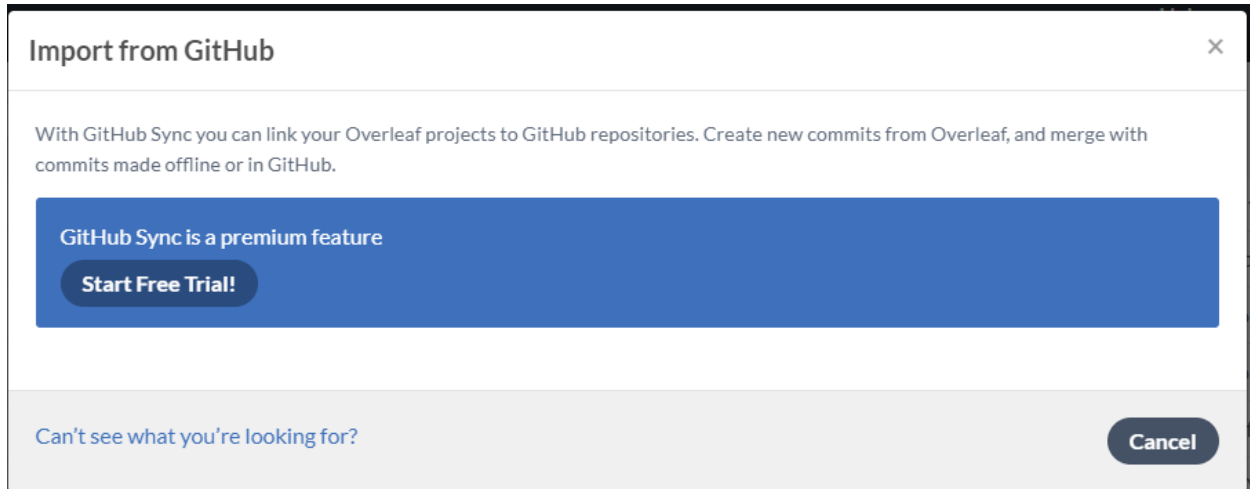 Import from GitHub
×
With GitHub Sync you can link your Overleaf projects to GitHub repositories. Create new commits from Overleaf, and merge with
commits made offline or in GitHub.
GitHub Sync is a premium feature
Start Free Trial!
Can't see what you're looking for?
Cancel